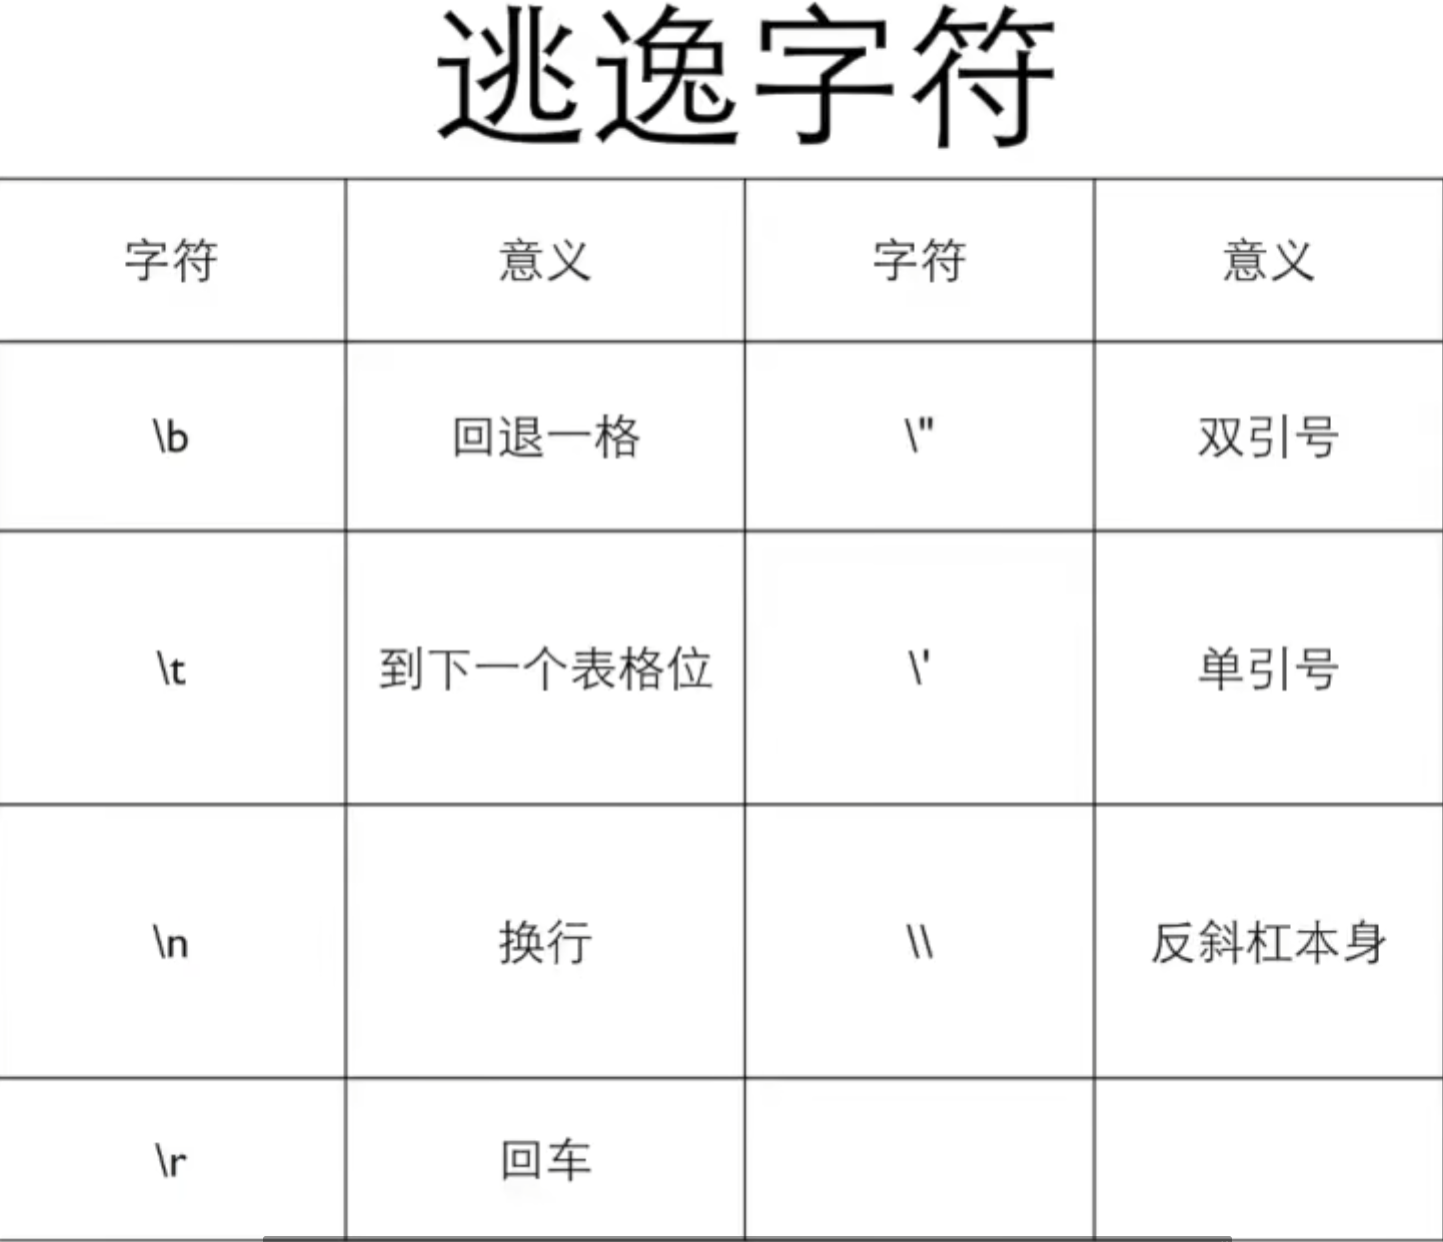 逃逸字符
字符 意义 字符 意义
\b 回退一格 \" 双引号
\t 到下一个表格位 \' 单引号
\n 换行 \\ 反斜杠本身
\r 回车